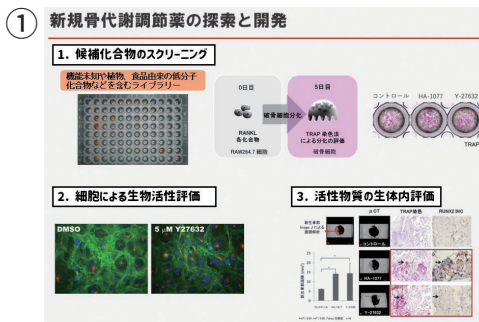 ①
新規骨代謝調節薬の探索と開発
1. 候補化合物のスクリーニング
機能未知や植物、食品由来の低分子
化合物などを含むライブラリー
0日目
5日目
破骨細胞分化
RANKL
各化合物
TRAP 染色法
による分化の評価
RAW264.7 細胞
破骨細胞
コントロール HA-1077 Y-27632
TRAP
2. 細胞による生物活性評価
DMSO
5 μM Y27632
3. 活性物質の生体内評価
μCT TRAP染色 RUNX2 IHC
コントロール
HA-1077
Y-27632